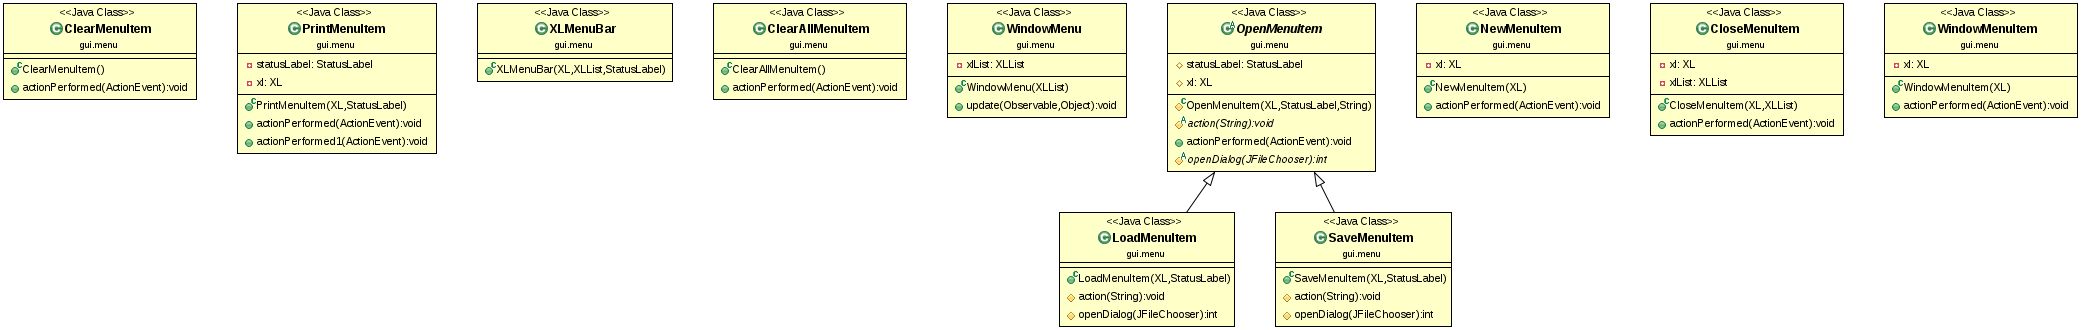 <<Java Class>>
ClearMenuItem
gui.menu
ClearMenuItem()
actionPerformed(ActionEvent):void
<<Java Class>>
PrintMenuItem
gui.menu
statusLabel: StatusLabel
xl: XL
PrintMenuItem(XL,StatusLabel)
actionPerformed(ActionEvent):void
actionPerformed1(ActionEvent):void
<<Java Class>>
XLMenuBar
gui.menu
XLMenuBar(XL,XLList,StatusLabel)
<<Java Class>>
ClearAllMenuItem
gui.menu
ClearAllMenuItem()
actionPerformed(ActionEvent):void
<<Java Class>>
WindowMenu
gui.menu
xlList: XLList
WindowMenu(XLList)
update(Observable,Object):void
<<Java Class>>
OpenMenuItem
gui.menu
statusLabel: StatusLabel
xl: XL
OpenMenuItem(XL,StatusLabel,String)
action(String):void
actionPerformed(ActionEvent):void
openDialog(JFileChooser):int
<<Java Class>>
NewMenuItem
gui.menu
xl: XL
NewMenuItem(XL)
actionPerformed(ActionEvent):void
<<Java Class>>
CloseMenuItem
gui.menu
xl: XL
xlList: XLList
CloseMenuItem(XL,XLList)
actionPerformed(ActionEvent):void
<<Java Class>>
WindowMenuItem
gui.menu
xl: XL
WindowMenuItem(XL)
actionPerformed(ActionEvent):void
<<Java Class>>
LoadMenuItem
gui.menu
LoadMenuItem(XL,StatusLabel)
action(String):void
openDialog(JFileChooser):int
<<Java Class>>
SaveMenuItem
gui.menu
SaveMenuItem(XL,StatusLabel)
action(String):void
openDialog(JFileChooser):int